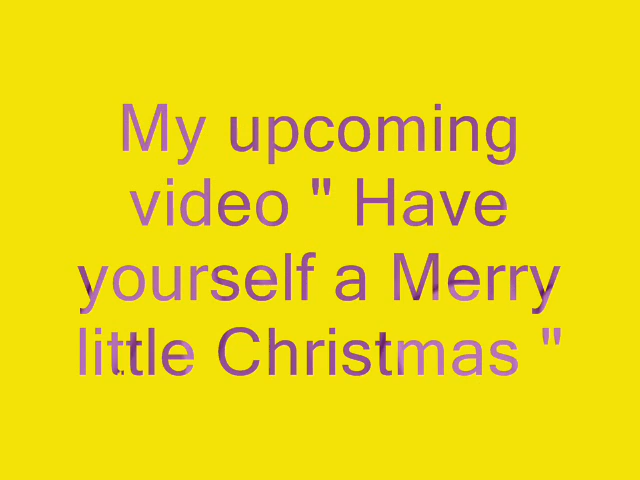 My upcoming
video " Have
yourself a Merry
little Christmas "